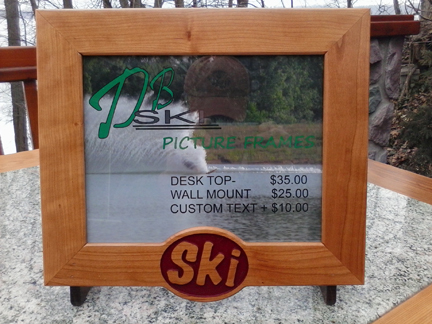 DB
SKI
PICTURE FRAMES
DESK TOP- $35.00
WALL MOUNT $25.00
CUSTOM TEXT + $10.00
Ski